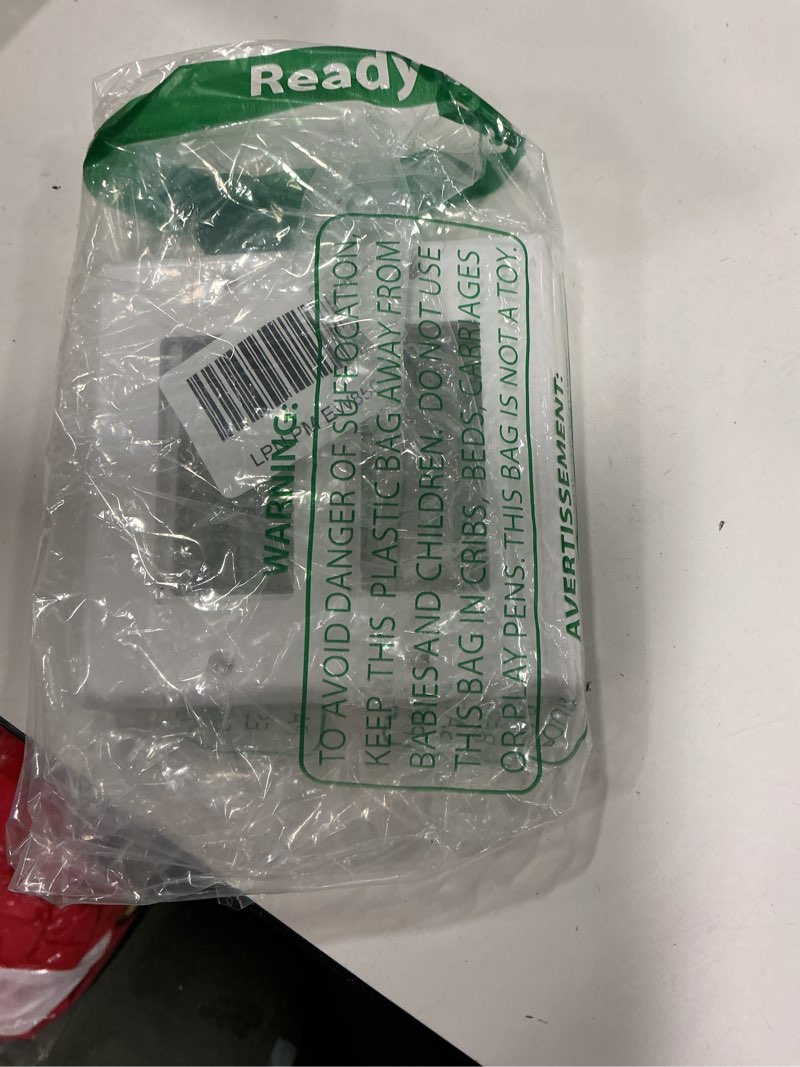 Ready
WARNING:
TO AVOID DANGER OF SUFFOCATION,
KEEP THIS PLASTIC BAG AWAY FROM
BABIES AND CHILDREN. DO NOT USE
THIS BAG IN CRIBS, BEDS, CARRIAGES
OR PLAY PENS. THIS BAG IS NOT A TOY.
AVERTISSEMENT: